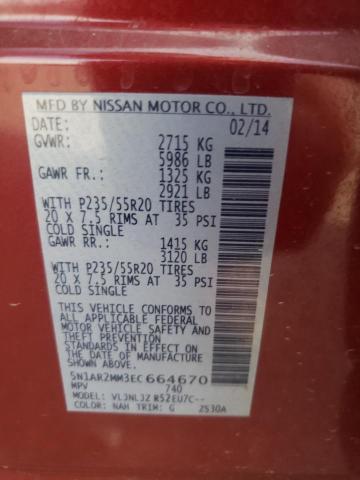 MFD BY NISSAN MOTOR CO., LTD.
DATE: 02/14
GVWR: 2715 KG
5986 LB
GAWR FR.: 1325 KG
2921 LB
WITH P235/55R20 TIRES
20 X 7.5 RIMS AT 35 PSI
COLD SINGLE
GAWR RR.: 1415 KG
3120 LB
WITH P235/55R20 TIRES
20 X 7.5 RIMS AT 35 PSI
COLD SINGLE
THIS VEHICLE CONFORMS TO ALL
APPLICABLE FEDERAL MOTOR VEHICLE
SAFETY, BUMPER, AND THEFT PREVENTION
STANDARDS IN EFFECT ON THE
DATE OF MANUFACTURE SHOWN ABOVE.
5N1AR2MM3EC664670
MPV 740
MODEL: VLJNLJZ R52EU7C--
COLOR: NAH TRIM: G 2530A